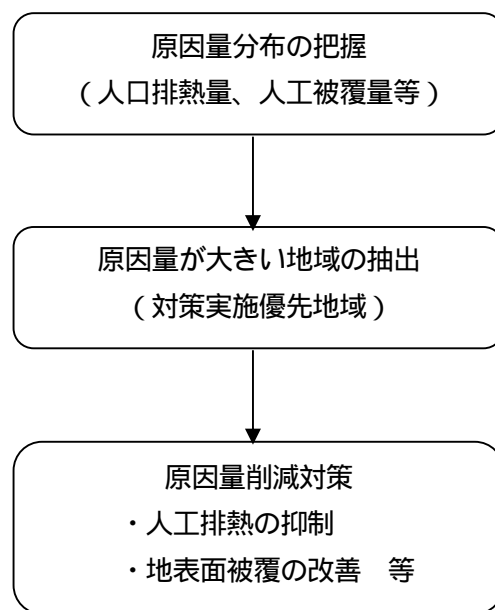 原因量分布の把握
（人口排熱量、人工被覆量等）
原因量が大きい地域の抽出
（対策実施優先地域）
原因量削減対策
・人工排熱の抑制
・地表面被覆の改善　等